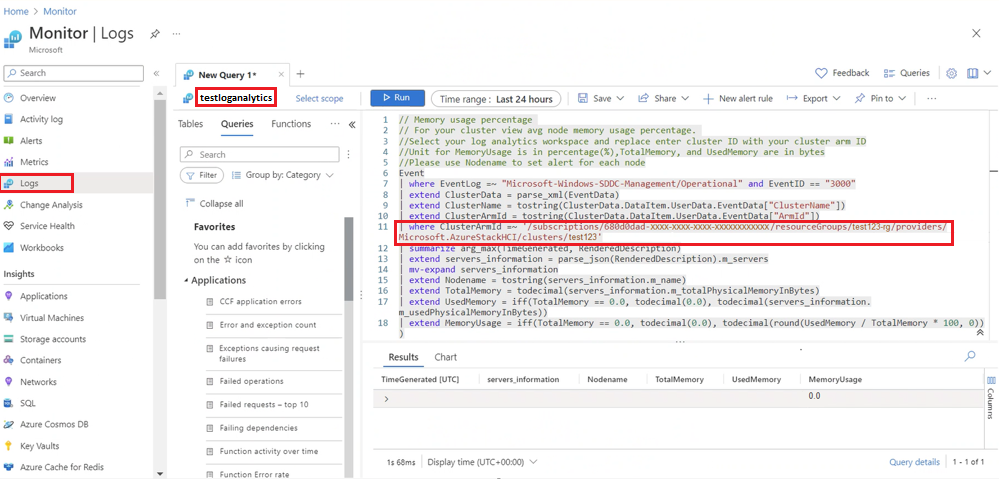 Home > Monitor
Monitor | Logs
...
Microsoft
Search
Overview
Activity log
Alerts
Metrics
Logs
Change Analysis
Service Health
Workbooks
Insights
Applications
Virtual Machines
Storage accounts
Containers
Networks
SQL
Azure Cosmos DB
Key Vaults
Azure Cache for Redis
New Query 1*
Feedback
Queries
testloganalytics
Select scope
Run
Time range : Last 24 hours
Save
Share
New alert rule
Export
Pin to
...
Tables
Queries
Functions
...
Search
Filter
Group by: Category
Collapse all
Favorites
You can add favorites by clicking
on the ☆ icon
Applications
CCF application errors
Error and exception count
Exceptions causing request
failures
Failed operations
Failed requests – top 10
Failing dependencies
Function activity over time
Function Error rate
1 // Memory usage percentage
2 // For your cluster view avg node memory usage percentage.
3 //Select your log analytics workspace and replace enter cluster ID with your cluster arm ID
4 //Unit for MemoryUsage is in percentage(%),TotalMemory, and UsedMemory are in bytes
5 //Please use Nodename to set alert for each node
6 Event
7 | where EventLog =~ "Microsoft-Windows-SDDC-Management/Operational" and EventID == "3000"
8 | extend ClusterData = parse_xml(EventData)
9 | extend ClusterName = tostring(ClusterData.DataItem.UserData.EventData["ClusterName"])
10 | extend ClusterArmId = tostring(ClusterData.DataItem.UserData.EventData["ArmId"])
11 | where ClusterArmId =~ '/subscriptions/680d0dad-xxxx-xxxx-xxxx-xxxxxxxxxxxx/resourceGroups/test123-rg/providers/
Microsoft.AzureStackHCI/clusters/test123'
12 | summarize arg_max(TimeGenerated, RenderedDescription)
13 | extend servers_information = parse_json(RenderedDescription).m_servers
14 | mv-expand servers_information
15 | extend Nodename = tostring(servers_information.m_name)
16 | extend TotalMemory = todecimal(servers_information.m_totalPhysicalMemoryInBytes)
17 | extend UsedMemory = iff(TotalMemory == 0.0, todecimal(0.0), todecimal(servers_information.
m_usedPhysicalMemoryInBytes))
18 | extend MemoryUsage = iff(TotalMemory == 0.0, todecimal(0.0), todecimal(round(UsedMemory / TotalMemory * 100, 0))
)
Results
Chart
TimeGenerated [UTC]
servers_information
Nodename
TotalMemory
UsedMemory
MemoryUsage
0.0
Columns
1s 68ms
Display time (UTC+00:00)
Query details
1 - 1 of 1